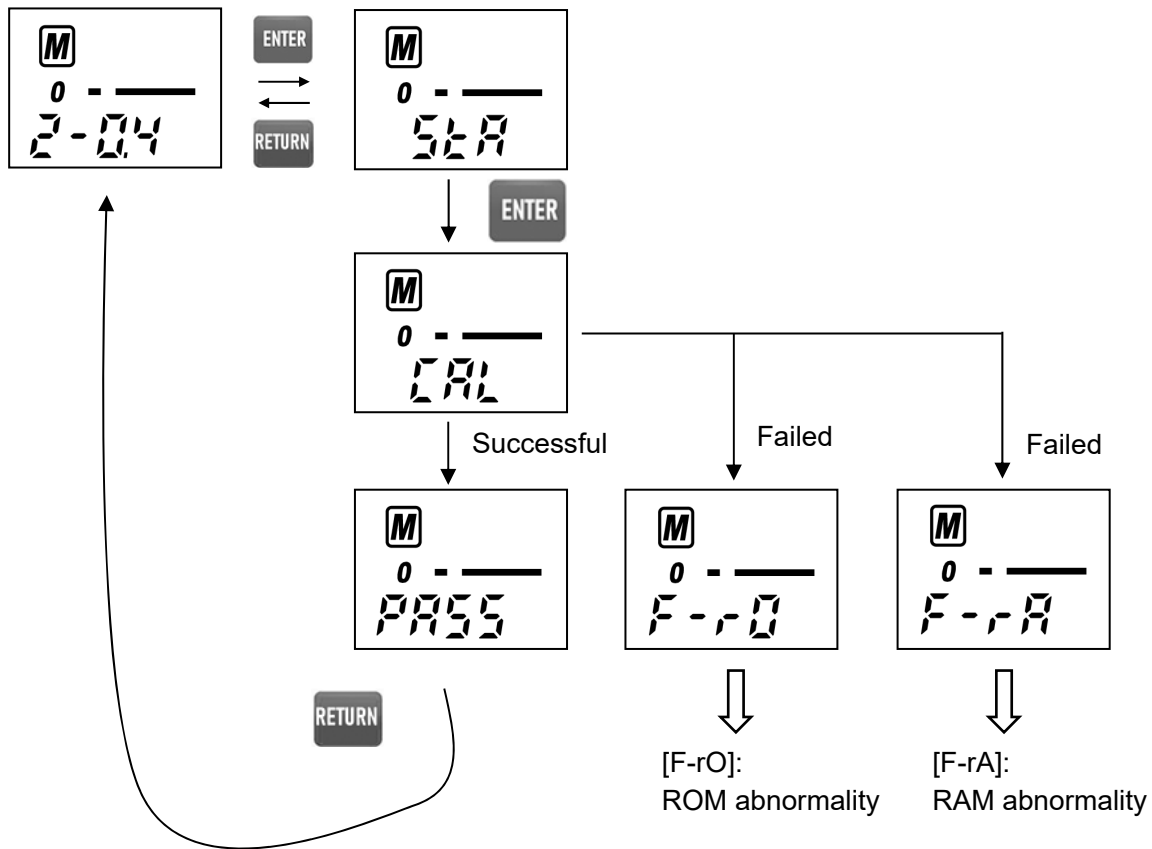 M
0
2-0.4
ENTER
RETURN
M
0
StA
ENTER
M
0
CAL
Successful
Failed
Failed
M
0
PASS
M
0
F-rO
M
0
F-rA
RETURN
[F-rO]:
ROM abnormality
[F-rA]:
RAM abnormality